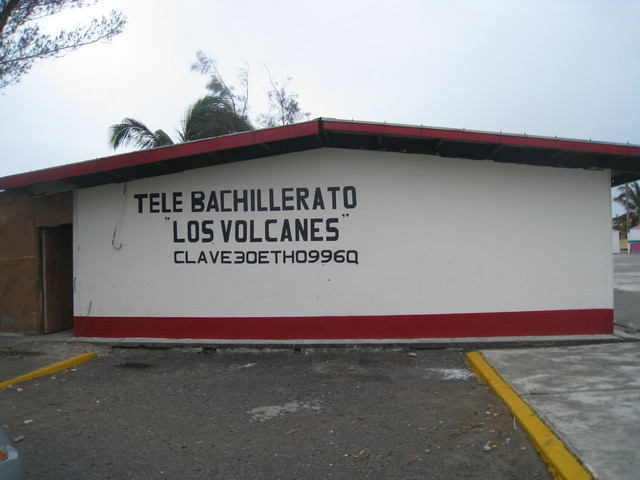 TELE BACHILLERATO
"LOS VOLCANES"
CLAVE30ETH0996Q